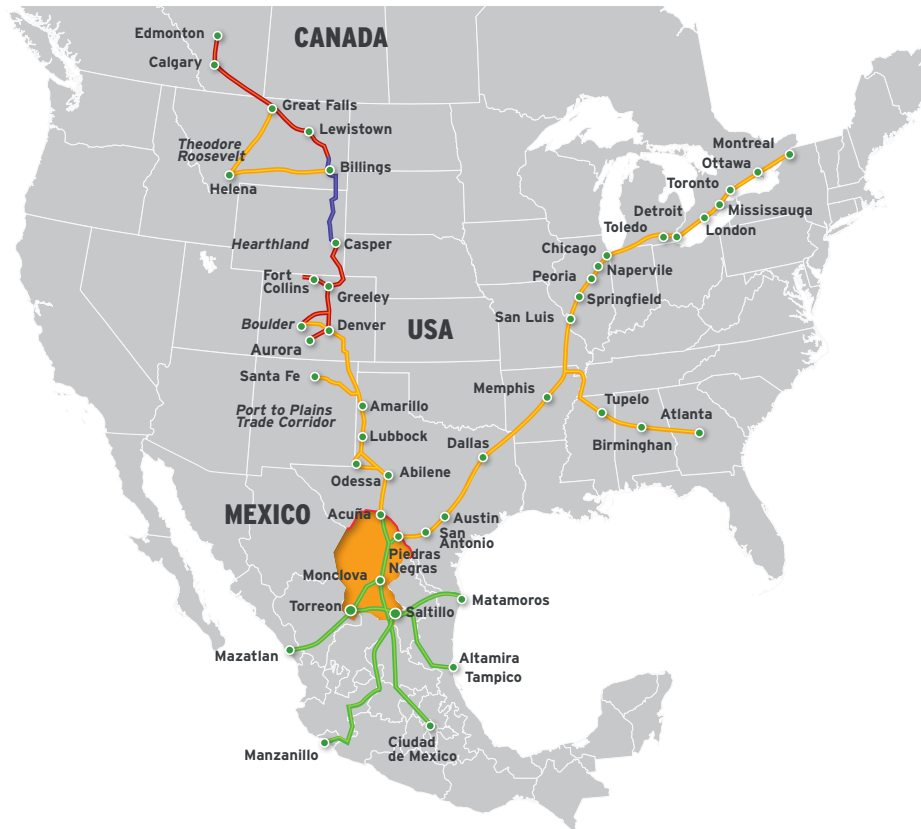 Edmonton
CANADA
Calgary
Great Falls
Lewistown
Theodore
Roosevelt
Billings
Helena
Montreal
Ottawa
Toronto
Detroit
Mississauga
Toledo
London
Hearthland
Casper
Chicago
Naperville
Fort
Collins
Peoria
Greeley
Springfield
San Luis
Boulder
Denver
USA
Aurora
Santa Fe
Memphis
Amarillo
Tupelo
Atlanta
Port to Plains
Trade Corridor
Lubbock
Birminghan
Dallas
Odessa
Abilene
MEXICO
Acuña
Austin
San
Antonio
Piedras
Negras
Monclova
Torreon
Saltillo
Matamoros
Mazatlan
Altamira
Tampico
Manzanillo
Ciudad
de Mexico